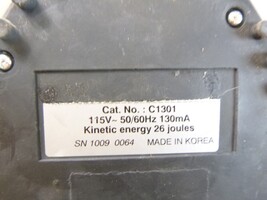 Cat. No. : C1301
115V~ 50/60Hz 130mA
Kinetic energy 26 joules
SN 1009 0064 MADE IN KOREA